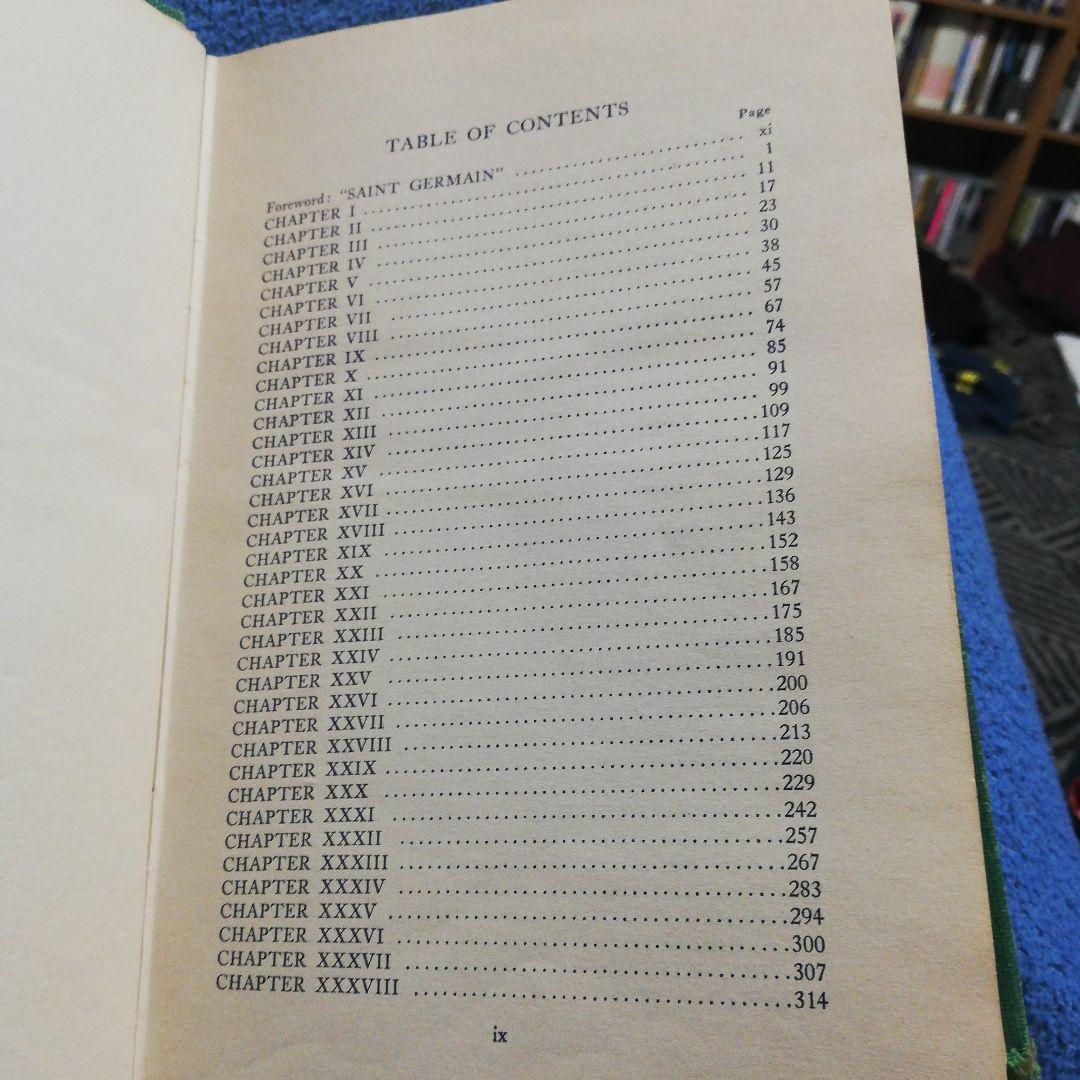 TABLE OF CONTENTS
Page
Foreword: "SAINT GERMAIN" ........ xi
CHAPTER I ........ 1
CHAPTER II ........ 11
CHAPTER III ........ 17
CHAPTER IV ........ 23
CHAPTER V ........ 30
CHAPTER VI ........ 38
CHAPTER VII ........ 45
CHAPTER VIII ........ 57
CHAPTER IX ........ 67
CHAPTER X ........ 74
CHAPTER XI ........ 85
CHAPTER XII ........ 91
CHAPTER XIII ........ 99
CHAPTER XIV ........ 109
CHAPTER XV ........ 117
CHAPTER XVI ........ 125
CHAPTER XVII ........ 129
CHAPTER XVIII ........ 136
CHAPTER XIX ........ 143
CHAPTER XX ........ 152
CHAPTER XXI ........ 158
CHAPTER XXII ........ 167
CHAPTER XXIII ........ 175
CHAPTER XXIV ........ 185
CHAPTER XXV ........ 191
CHAPTER XXVI ........ 200
CHAPTER XXVII ........ 206
CHAPTER XXVIII ........ 213
CHAPTER XXIX ........ 220
CHAPTER XXX ........ 229
CHAPTER XXXI ........ 242
CHAPTER XXXII ........ 257
CHAPTER XXXIII ........ 267
CHAPTER XXXIV ........ 283
CHAPTER XXXV ........ 294
CHAPTER XXXVI ........ 300
CHAPTER XXXVII ........ 307
CHAPTER XXXVIII ........ 314
ix